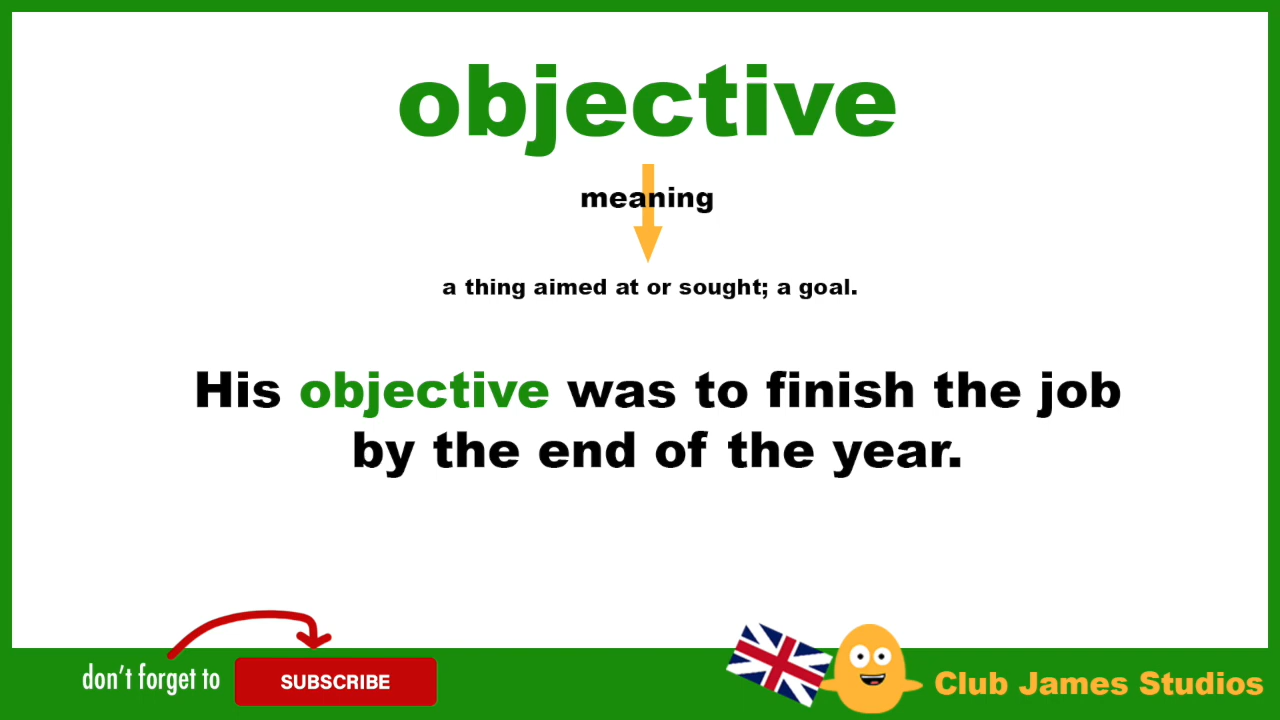 objective
meaning
a thing aimed at or sought; a goal.
His objective was to finish the job
by the end of the year.
don't forget to
SUBSCRIBE
Club James Studios